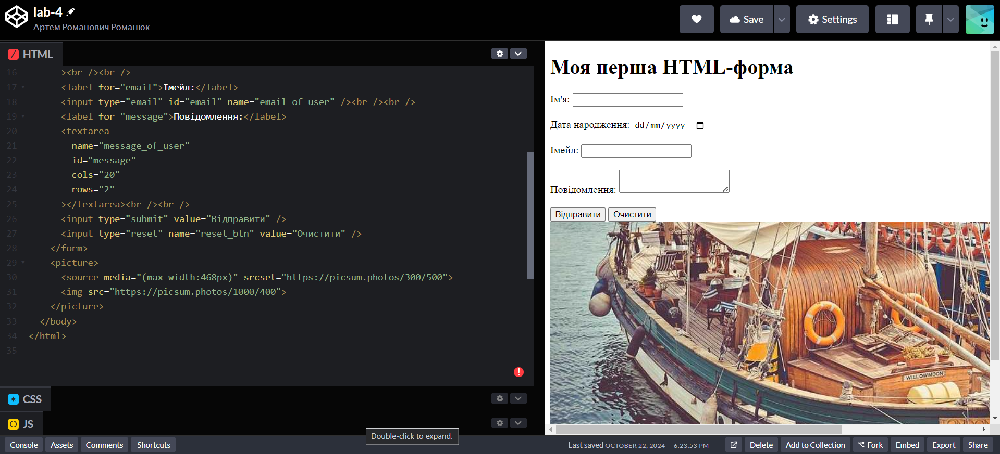 lab-4
Артем Романович Романюк
Save
Settings
HTML
16 ><br /><br />
17 <label for="email">Імейл:</label>
18 <input type="email" id="email" name="email_of_user" /><br /><br />
19 <label for="message">Повідомлення:</label>
20 <textarea
21 name="message_of_user"
22 id="message"
23 cols="20"
24 rows="2"
25 ></textarea><br /><br />
26 <input type="submit" value="Відправити" />
27 <input type="reset" name="reset_btn" value="Очистити" />
28 </form>
29 <picture>
30 <source media="(max-width:468px)" srcset="https://picsum.photos/300/500">
31 <img src="https://picsum.photos/1000/400">
32 </picture>
33 </body>
34 </html>
35
CSS
JS
Double-click to expand.
Моя перша HTML-форма
Ім'я:
Дата народження: dd/mm/yyyy
Імейл:
Повідомлення:
Відправити Очистити
WILLOWMOON
Console Assets Comments Shortcuts
Last saved OCTOBER 22, 2024 — 6:23:53 PM
Delete Add to Collection Fork Embed Export Share